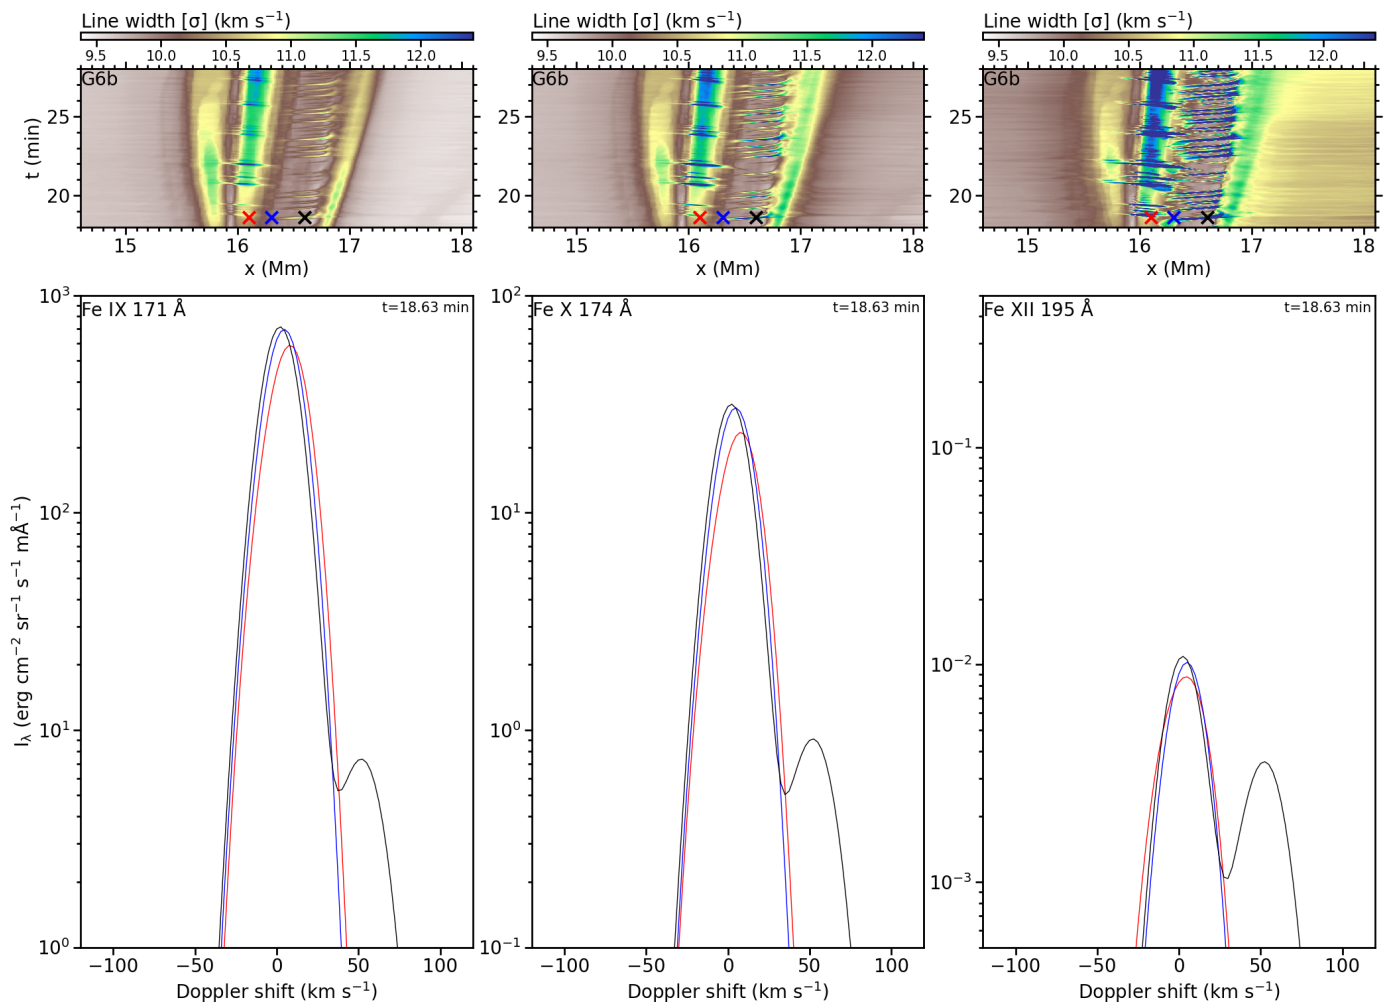 Line width [σ] (km s⁻¹) Line width [σ] (km s⁻¹) Line width [σ] (km s⁻¹)
9.5 10.0 10.5 11.0 11.5 12.0 9.5 10.0 10.5 11.0 11.5 12.0 9.5 10.0 10.5 11.0 11.5 12.0
G6b G6b G6b
25 25 25
t (min)
20 20 20
15 16 17 18 15 16 17 18 15 16 17 18
x (Mm) x (Mm) x (Mm)
10³ 10²
Fe IX 171 Å t=18.63 min Fe X 174 Å t=18.63 min Fe XII 195 Å t=18.63 min
10⁻¹
10² 10¹
I_λ (erg cm⁻² sr⁻¹ s⁻¹ mÅ⁻¹)
10⁻²
10¹ 10⁰
10⁻³
10⁰ 10⁻¹
−100 −50 0 50 100 −100 −50 0 50 100 −100 −50 0 50 100
Doppler shift (km s⁻¹) Doppler shift (km s⁻¹) Doppler shift (km s⁻¹)